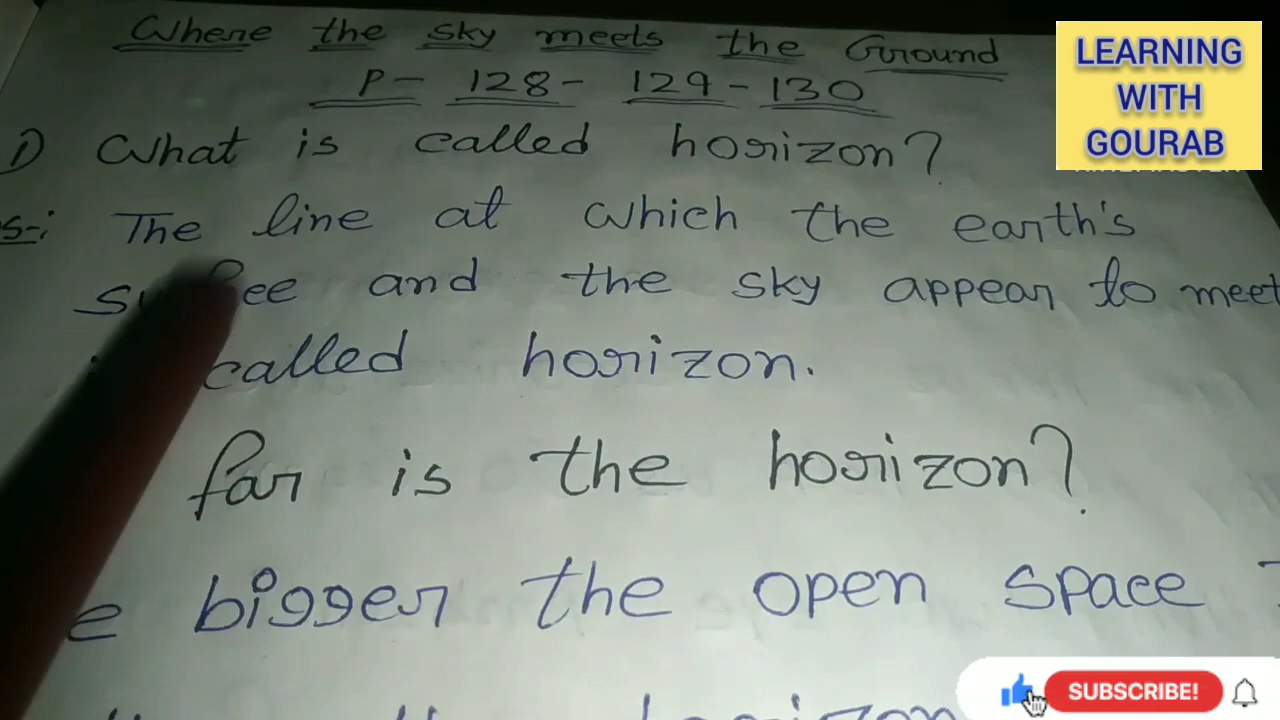 Where the sky meets the Ground
P- 128- 129-130
1) What is called horizon?
The line at which the earth's
and the sky appear to meet
called horizon.
far is the horizon?
bigger the open space
horizon
LEARNING
WITH
GOURAB
SUBSCRIBE!